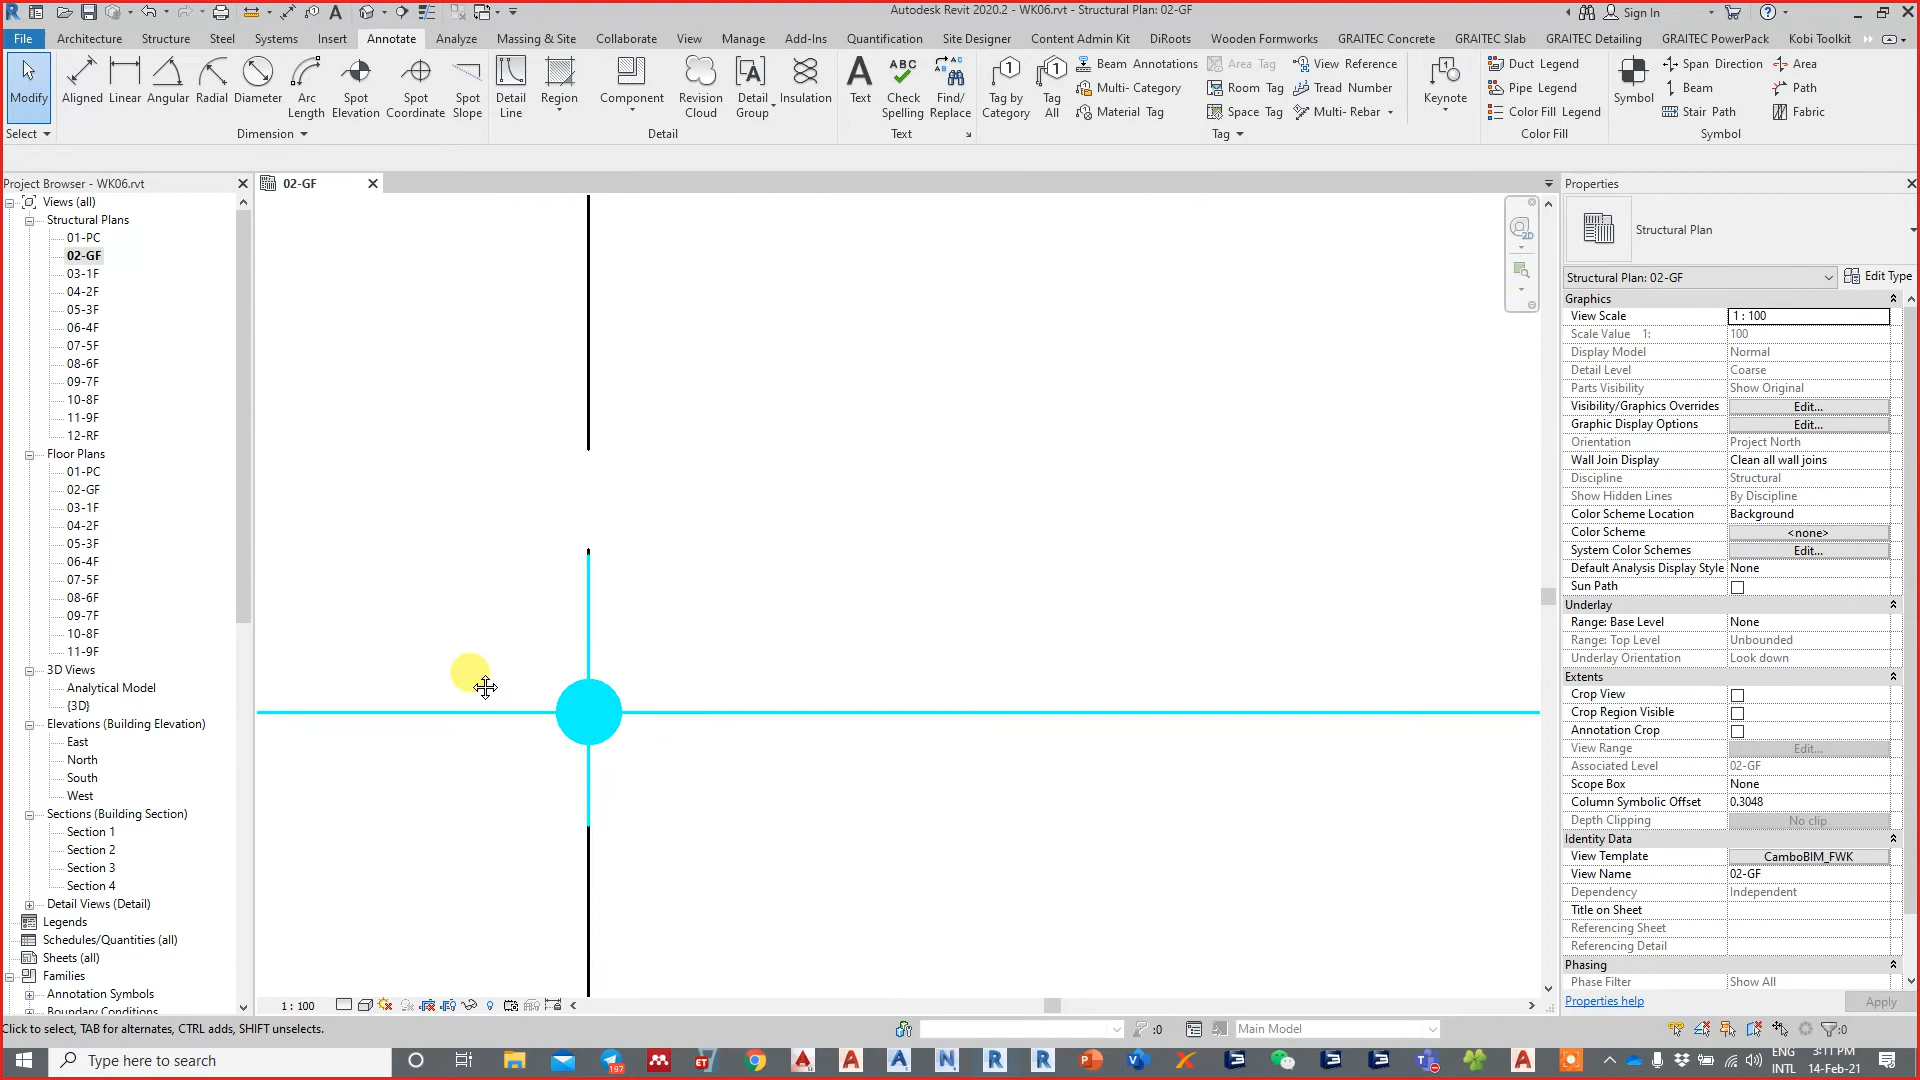 Autodesk Revit 2020.2 - WK06.rvt - Structural Plan: 02-GF
Sign In
File Architecture Structure Steel Systems Insert Annotate Analyze Massing & Site Collaborate View Manage Add-Ins Quantification Site Designer Content Admin Kit DiRoots Wooden Formworks GRAITEC Concrete GRAITEC Slab GRAITEC Detailing GRAITEC PowerPack Kobi Toolkit
Modify Aligned Linear Angular Radial Diameter Arc Length Spot Elevation Spot Coordinate Spot Slope Detail Line Region Component Revision Cloud Detail Group Insulation Text Check Spelling Find/ Replace Tag by Category Tag All Keynote Symbol
Beam Annotations Area Tag View Reference Duct Legend Span Direction Area
Multi- Category Room Tag Tread Number Pipe Legend Beam Path
Material Tag Space Tag Multi- Rebar Color Fill Legend Stair Path Fabric
Select Dimension Detail Text Tag Color Fill Symbol
Project Browser - WK06.rvt
Views (all)
Structural Plans
01-PC
02-GF
03-1F
04-2F
05-3F
06-4F
07-5F
08-6F
09-7F
10-8F
11-9F
12-RF
Floor Plans
01-PC
02-GF
03-1F
04-2F
05-3F
06-4F
07-5F
08-6F
09-7F
10-8F
11-9F
3D Views
Analytical Model
{3D}
Elevations (Building Elevation)
East
North
South
West
Sections (Building Section)
Section 1
Section 2
Section 3
Section 4
Detail Views (Detail)
Legends
Schedules/Quantities (all)
Sheets (all)
Families
Annotation Symbols
Boundary Conditions
02-GF
2D
1 : 100
Properties
Structural Plan
Structural Plan: 02-GF Edit Type
Graphics
View Scale 1 : 100
Scale Value 1: 100
Display Model Normal
Detail Level Coarse
Parts Visibility Show Original
Visibility/Graphics Overrides Edit...
Graphic Display Options Edit...
Orientation Project North
Wall Join Display Clean all wall joins
Discipline Structural
Show Hidden Lines By Discipline
Color Scheme Location Background
Color Scheme <none>
System Color Schemes Edit...
Default Analysis Display Style None
Sun Path
Underlay
Range: Base Level None
Range: Top Level Unbounded
Underlay Orientation Look down
Extents
Crop View
Crop Region Visible
Annotation Crop
View Range Edit...
Associated Level 02-GF
Scope Box None
Column Symbolic Offset 0.3048
Depth Clipping No clip
Identity Data
View Template CamboBIM_FWK
View Name 02-GF
Dependency Independent
Title on Sheet
Referencing Sheet
Referencing Detail
Phasing
Phase Filter Show All
Properties help Apply
Click to select, TAB for alternates, CTRL adds, SHIFT unselects.
:0 Main Model :0
Type here to search
197
ENG
INTL
3:11 PM
14-Feb-21